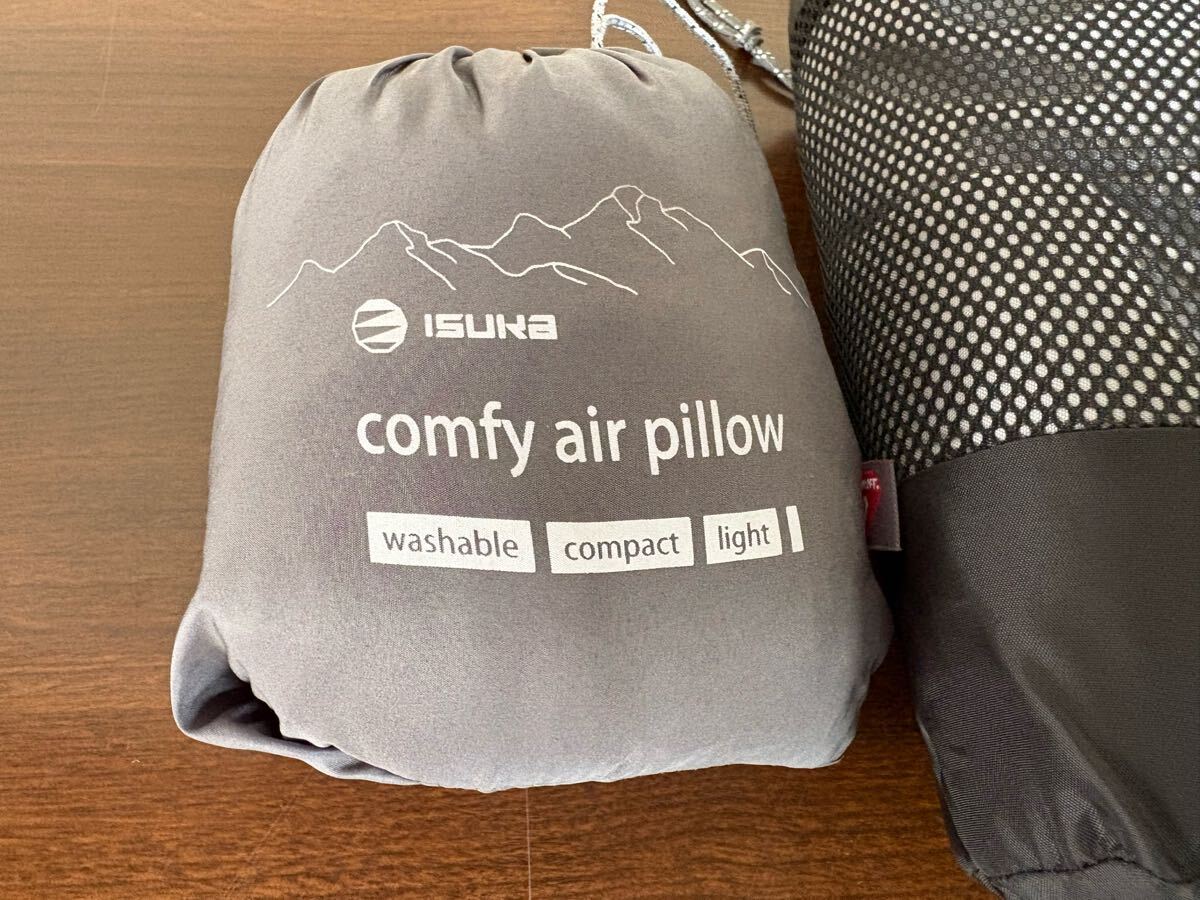 ISUKA
comfy air pillow
washable compact light